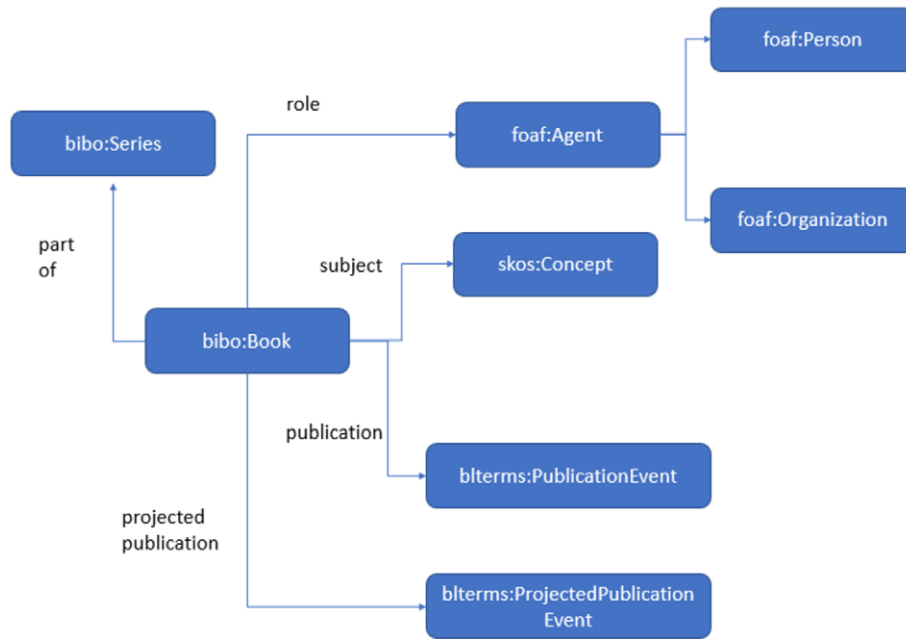 foaf:Person
role
bibo:Series
foaf:Agent
foaf:Organization
part
of
subject
skos:Concept
bibo:Book
publication
blterms:PublicationEvent
projected
publication
blterms:ProjectedPublication
Event